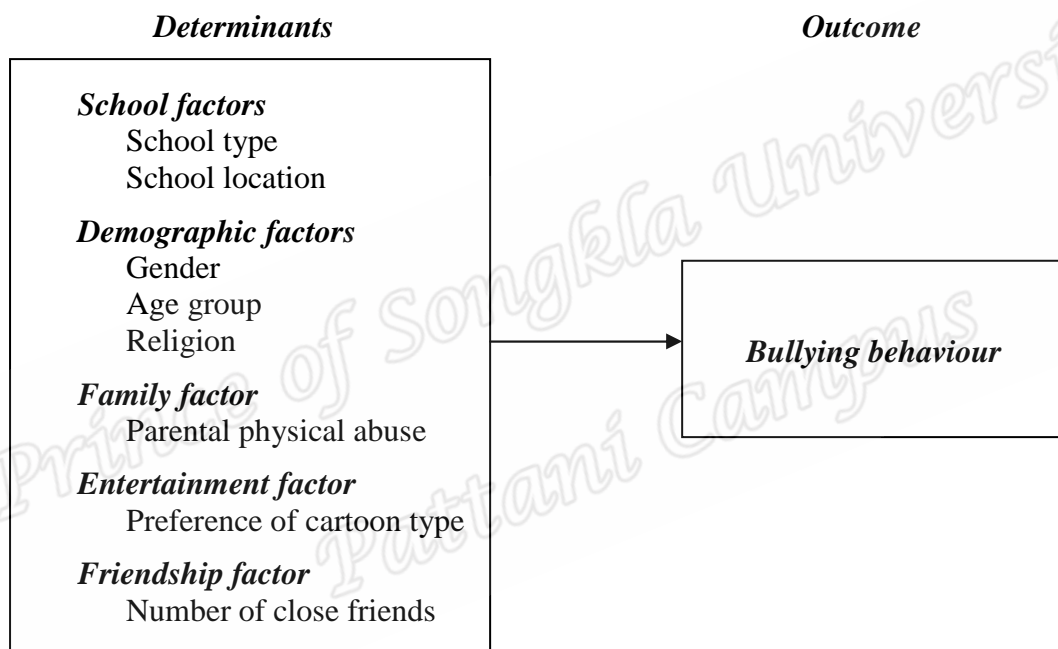 Determinants
Outcome
School factors
School type
School location
Demographic factors
Gender
Age group
Religion
Family factor
Parental physical abuse
Entertainment factor
Preference of cartoon type
Friendship factor
Number of close friends
Bullying behaviour
Prince of Songkla Universi
Pattani Campus